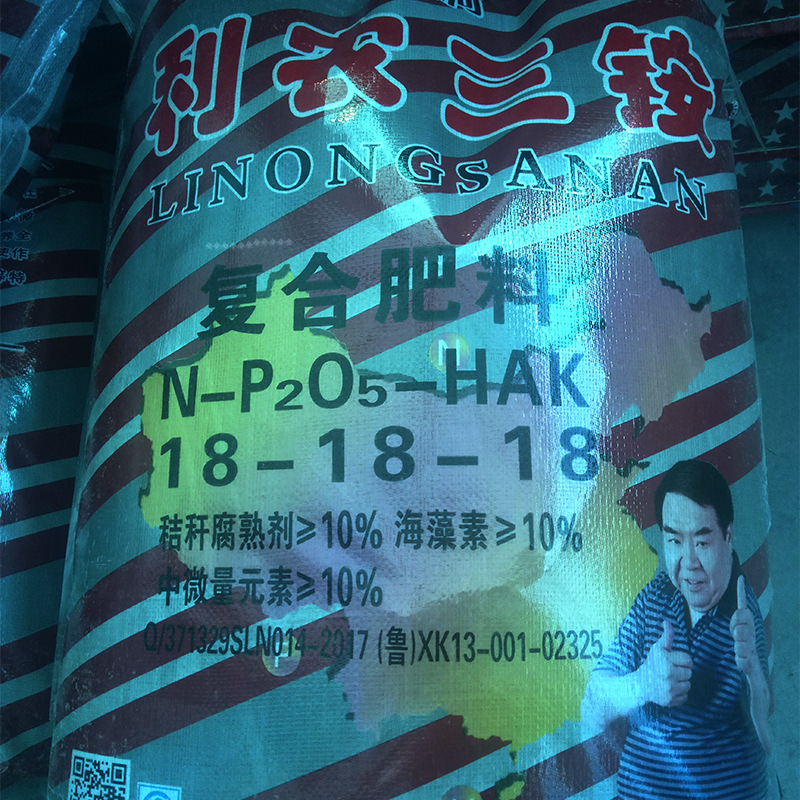 利农三铵
LINONGSANAN
复合肥料
N-P2O5-HAK
18-18-18
秸秆腐熟剂≥10% 海藻素≥10%
中微量元素≥10%
Q/371329SLN014-2017 (鲁)XK13-001-02325